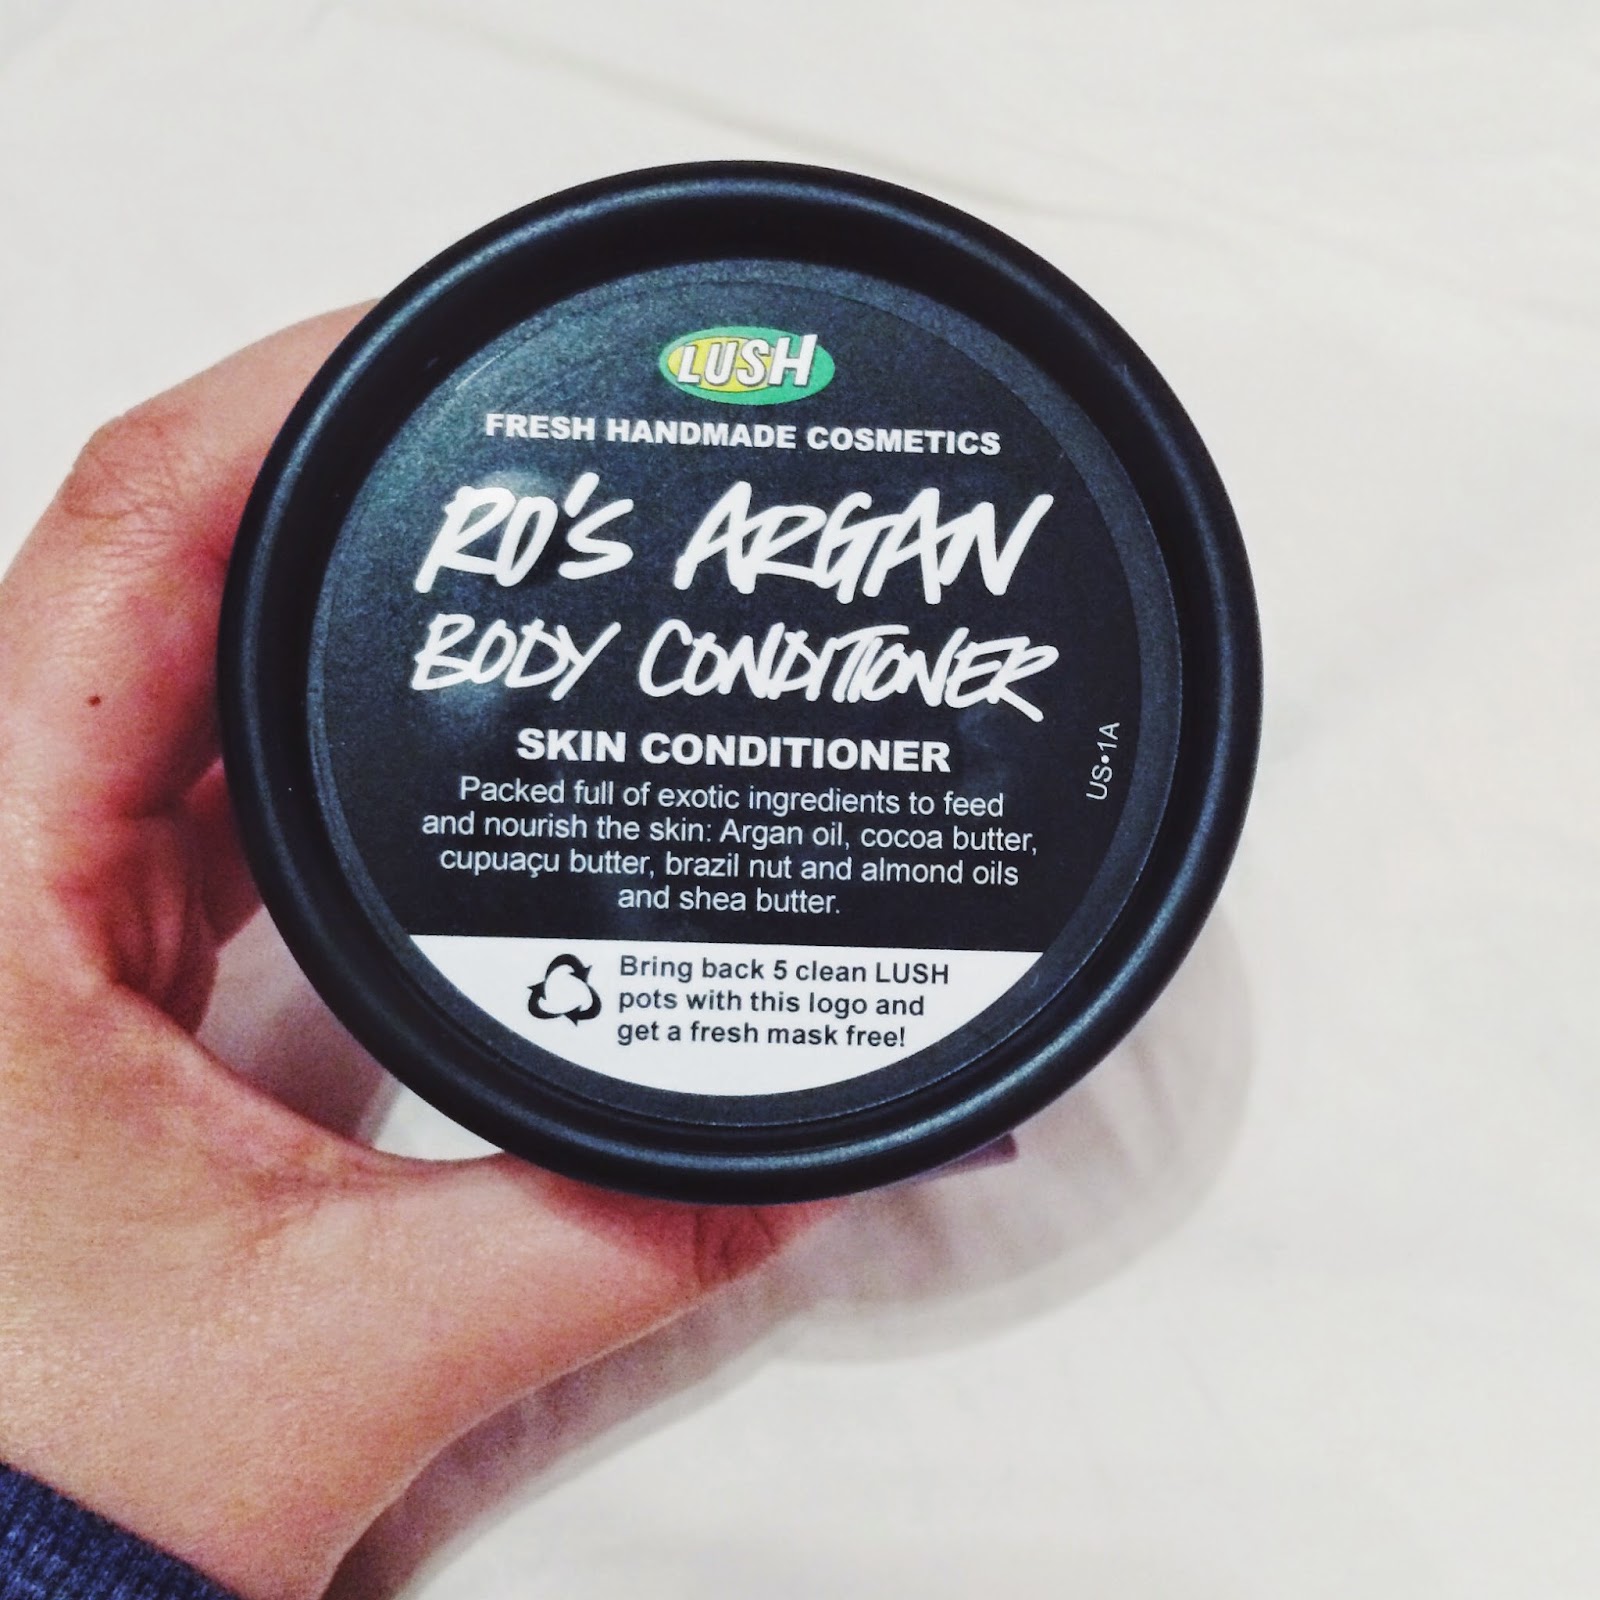 LUSH
FRESH HANDMADE COSMETICS
RO'S ARGAN
BODY CONDITIONER
SKIN CONDITIONER
Packed full of exotic ingredients to feed
and nourish the skin: Argan oil, cocoa butter,
cupuaçu butter, brazil nut and almond oils
and shea butter.
US•1A
Bring back 5 clean LUSH
pots with this logo and
get a fresh mask free!